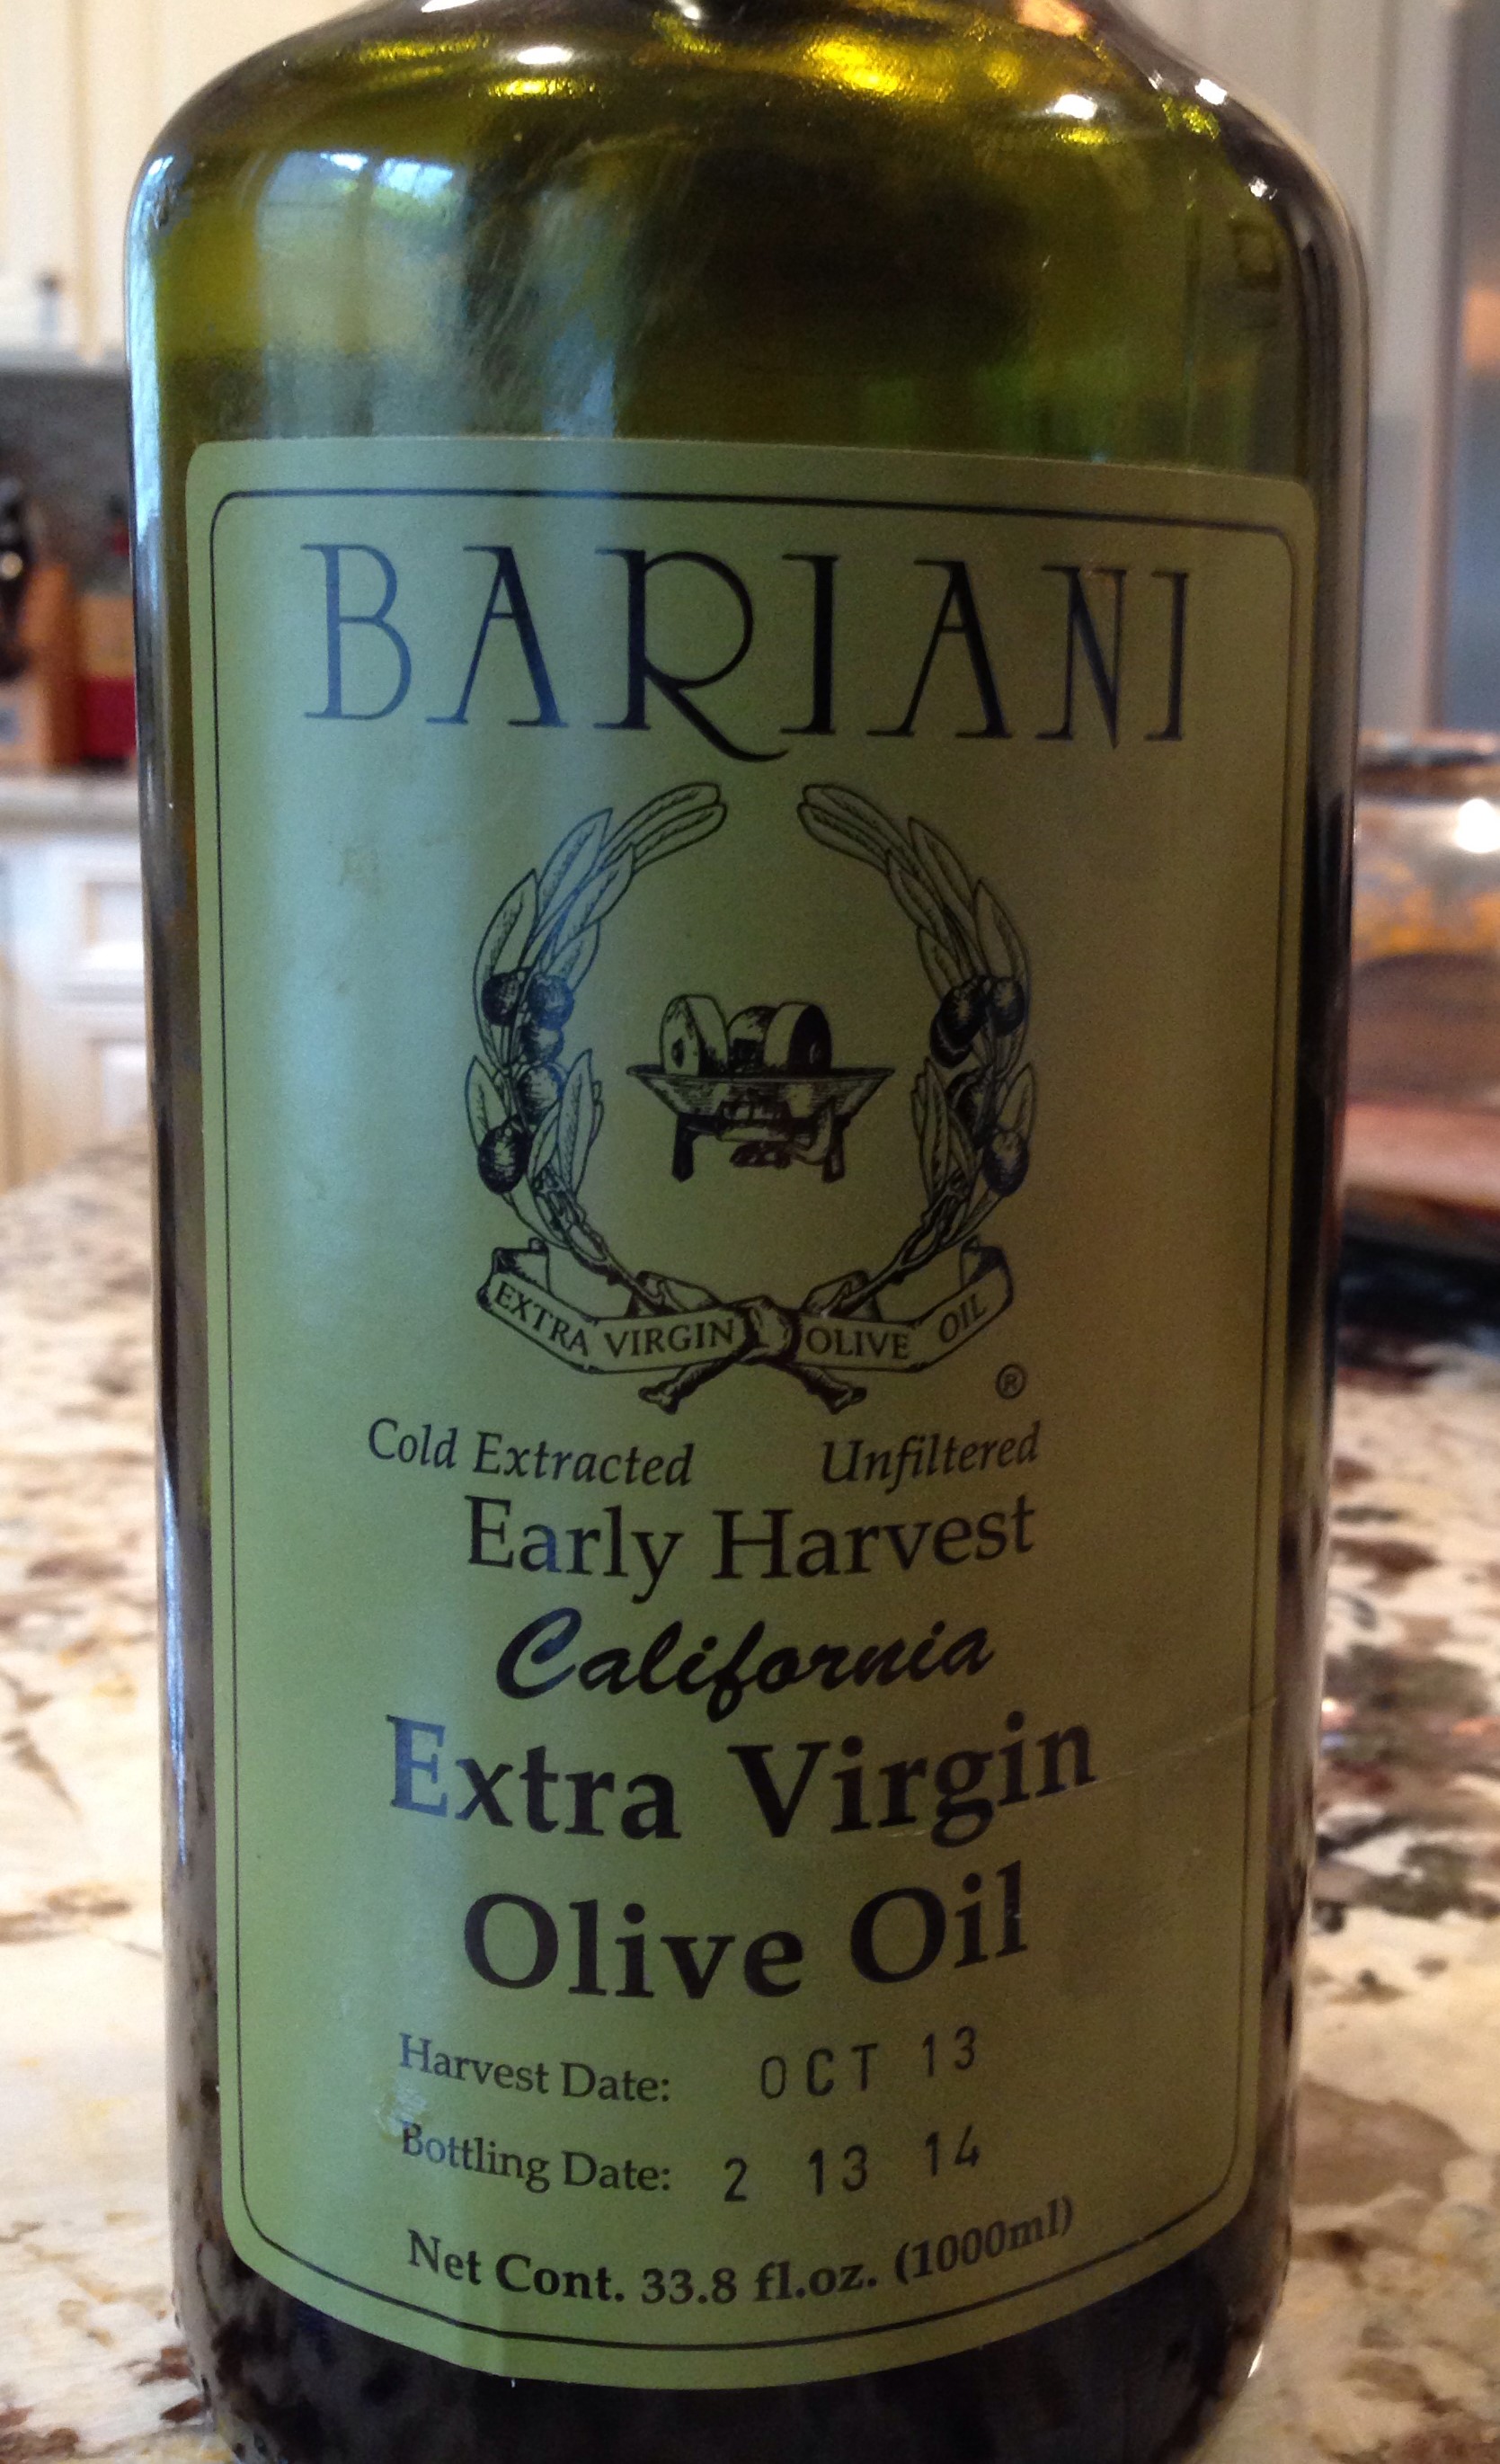 BARIANI
EXTRA VIRGIN OLIVE OIL
®
Cold Extracted Unfiltered
Early Harvest
California
Extra Virgin
Olive Oil
Harvest Date: OCT 13
Bottling Date: 2 13 14
Net Cont. 33.8 fl.oz. (1000ml)